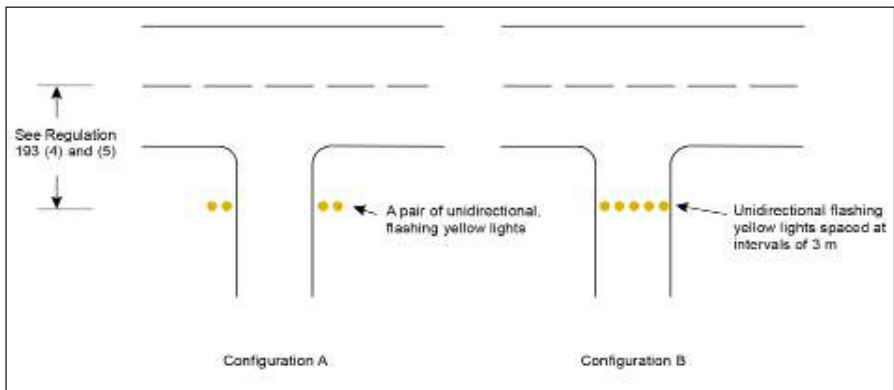 See Regulation
193 (4) and (5)
A pair of unidirectional,
flashing yellow lights
Unidirectional flashing
yellow lights spaced at
intervals of 3 m
Configuration A
Configuration B